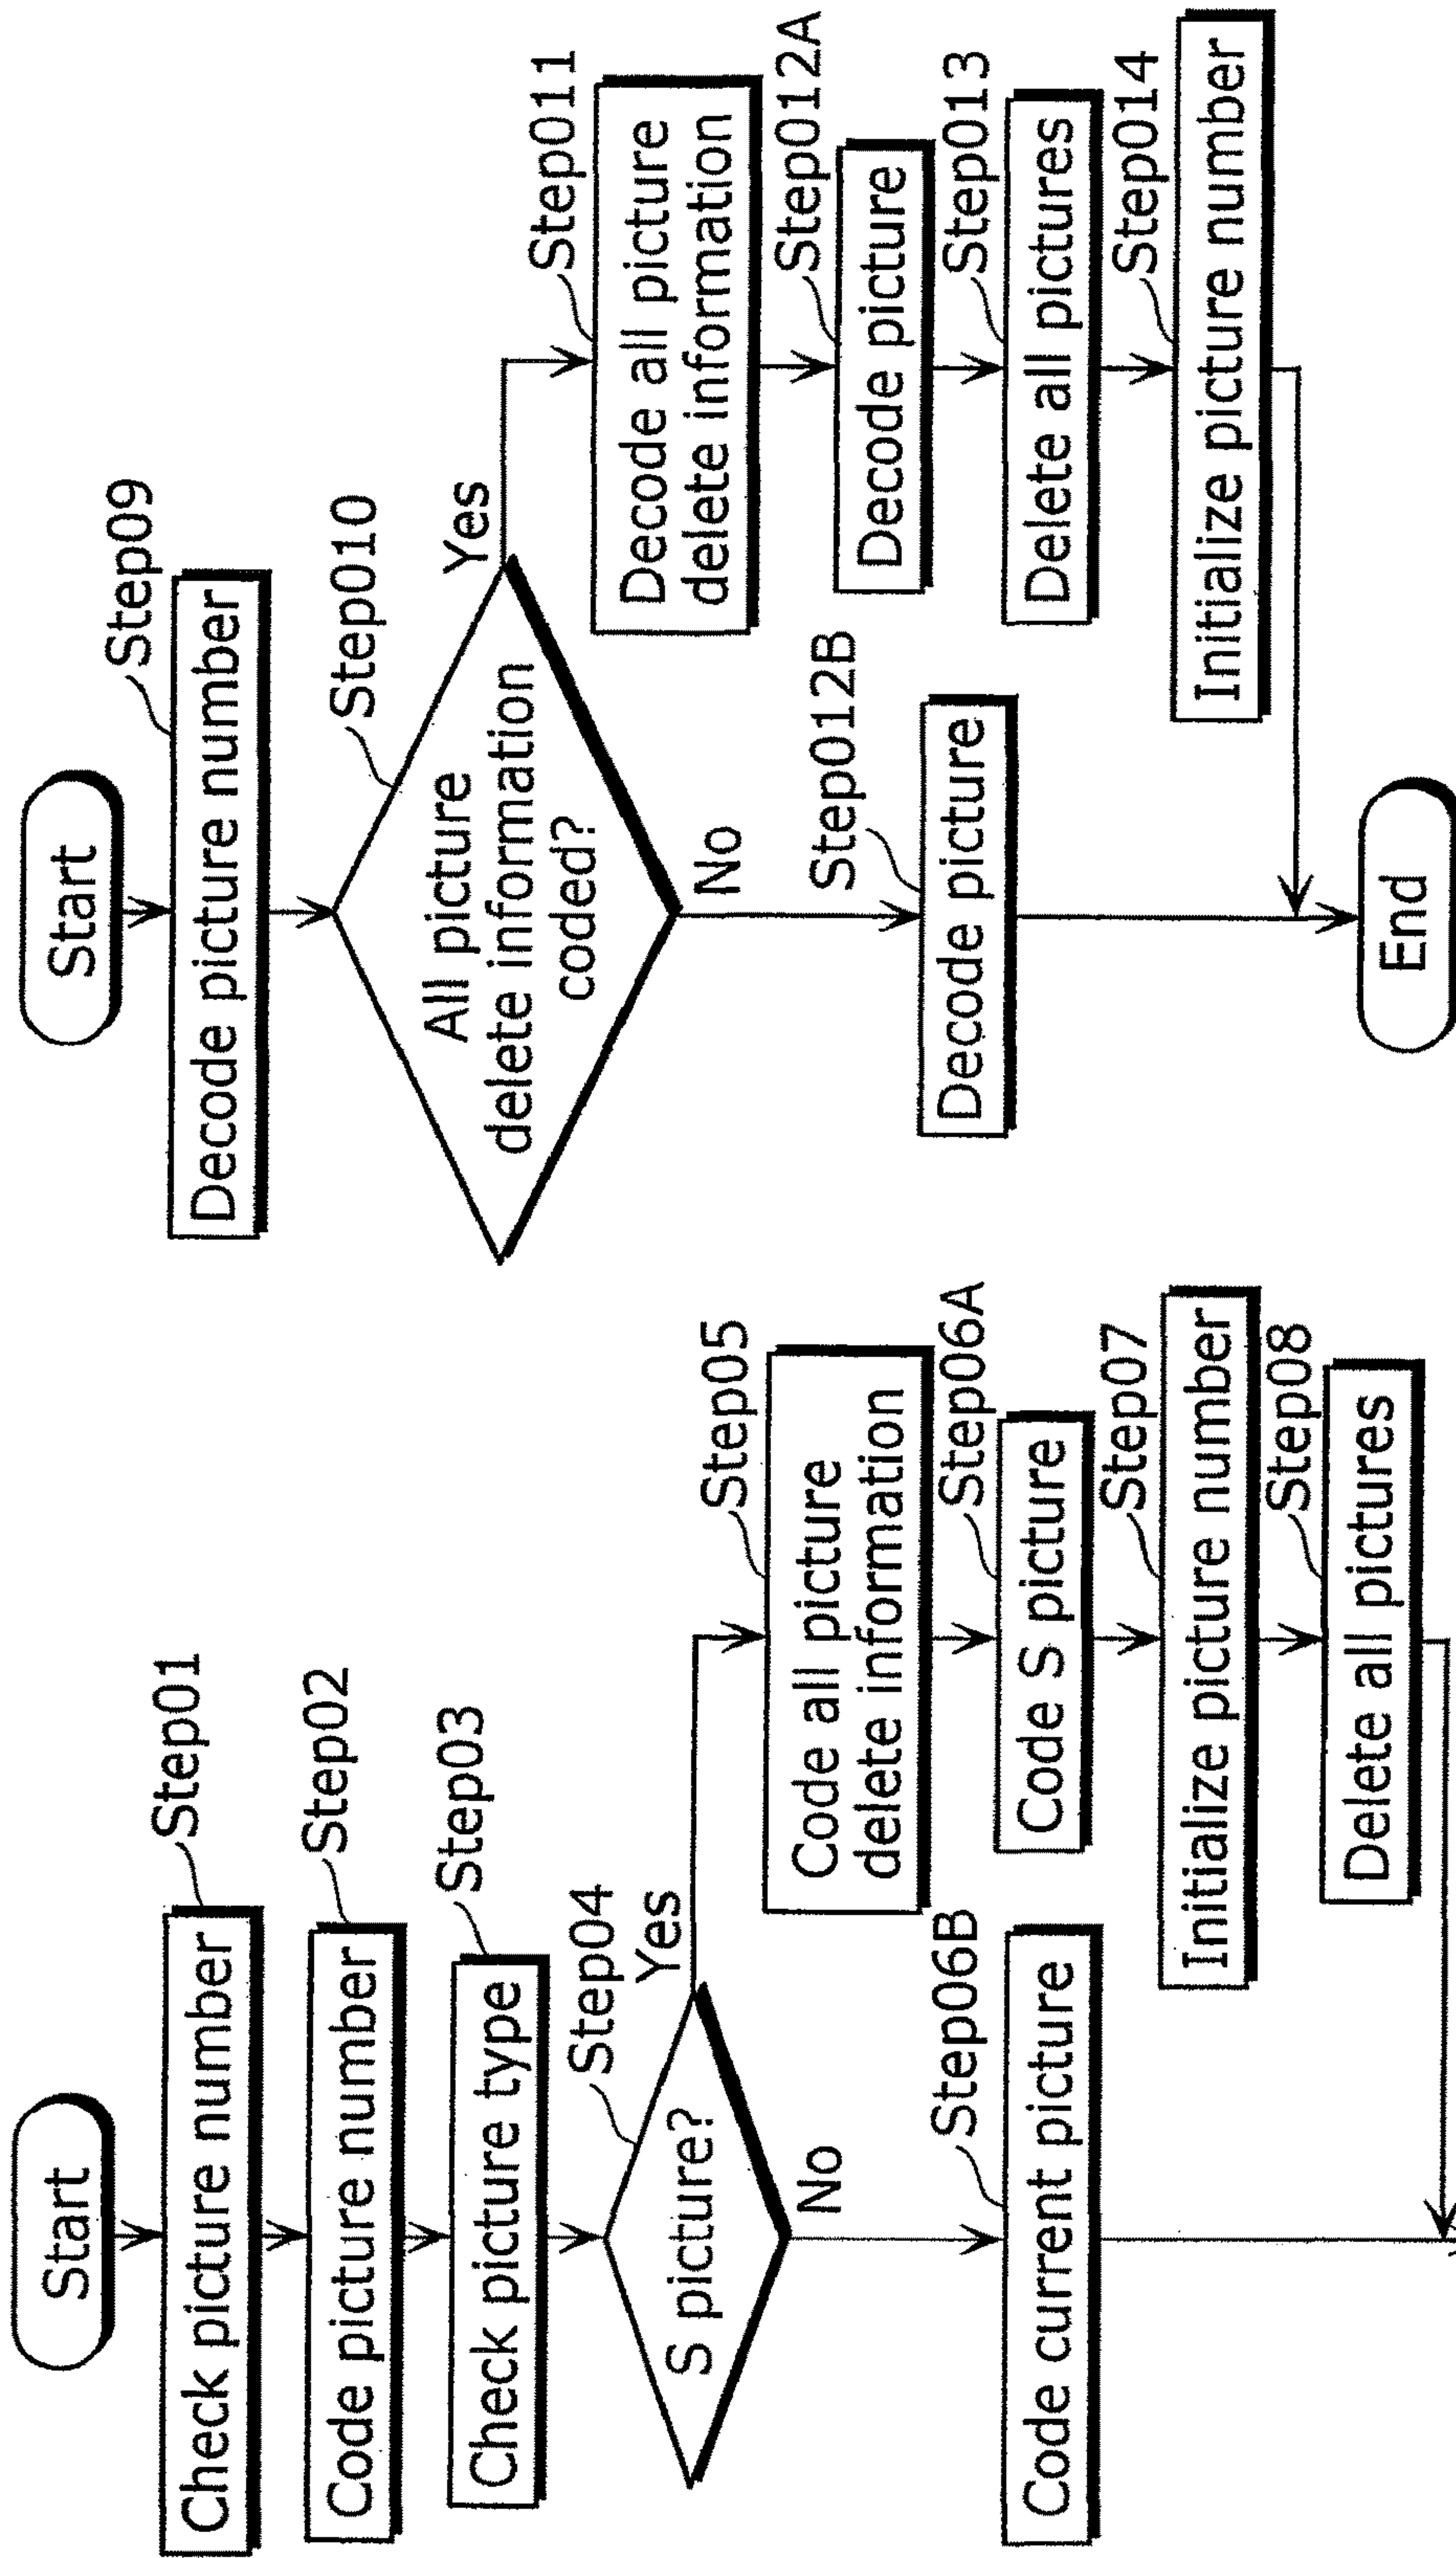 Start
Step01
Check picture number
Step02
Code picture number
Step03
Check picture type
Step04
S picture?
Yes
No
Step05
Code all picture
delete information
Step06A
Code S picture
Step06B
Code current picture
Step07
Initialize picture number
Step08
Delete all pictures
Start
Step09
Decode picture number
Step010
All picture
delete information
coded?
Yes
No
Step011
Decode all picture
delete information
Step012A
Decode picture
Step012B
Decode picture
Step013
Delete all pictures
Step014
Initialize picture number
End